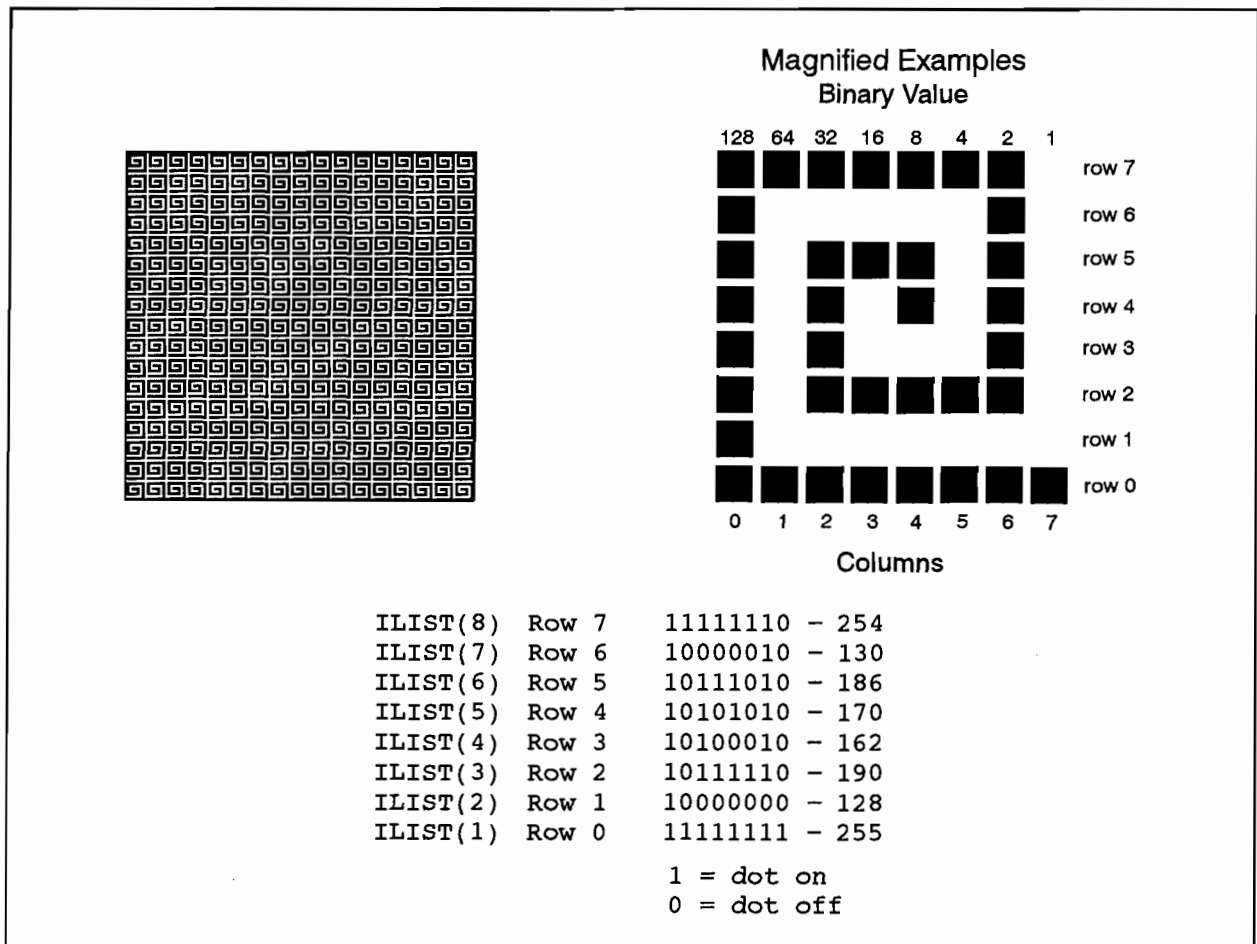 Magnified Examples
Binary Value
128 64 32 16 8 4 2 1
row 7
row 6
row 5
row 4
row 3
row 2
row 1
row 0
0 1 2 3 4 5 6 7
Columns
ILIST(8) Row 7 11111110 - 254
ILIST(7) Row 6 10000010 - 130
ILIST(6) Row 5 10111010 - 186
ILIST(5) Row 4 10101010 - 170
ILIST(4) Row 3 10100010 - 162
ILIST(3) Row 2 10111110 - 190
ILIST(2) Row 1 10000000 - 128
ILIST(1) Row 0 11111111 - 255
1 = dot on
0 = dot off